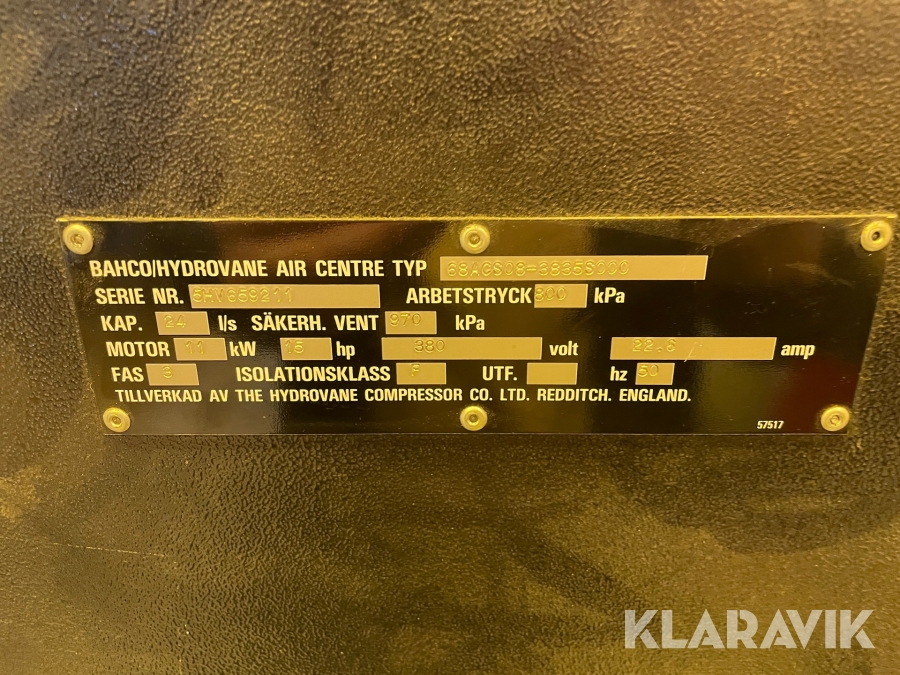 BAHCO/HYDROVANE AIR CENTRE TYP 68ACS08-3835S000
SERIE NR. 5HV659211 ARBETSTRYCK 800 kPa
KAP. 24 l/s SÄKERH. VENT 970 kPa
MOTOR 11 kW 15 hp 380 volt 22.6 amp
FAS 3 ISOLATIONSKLASS F UTF. hz 50
TILLVERKAD AV THE HYDROVANE COMPRESSOR CO. LTD. REDDITCH. ENGLAND.
57517
KLARAVIK